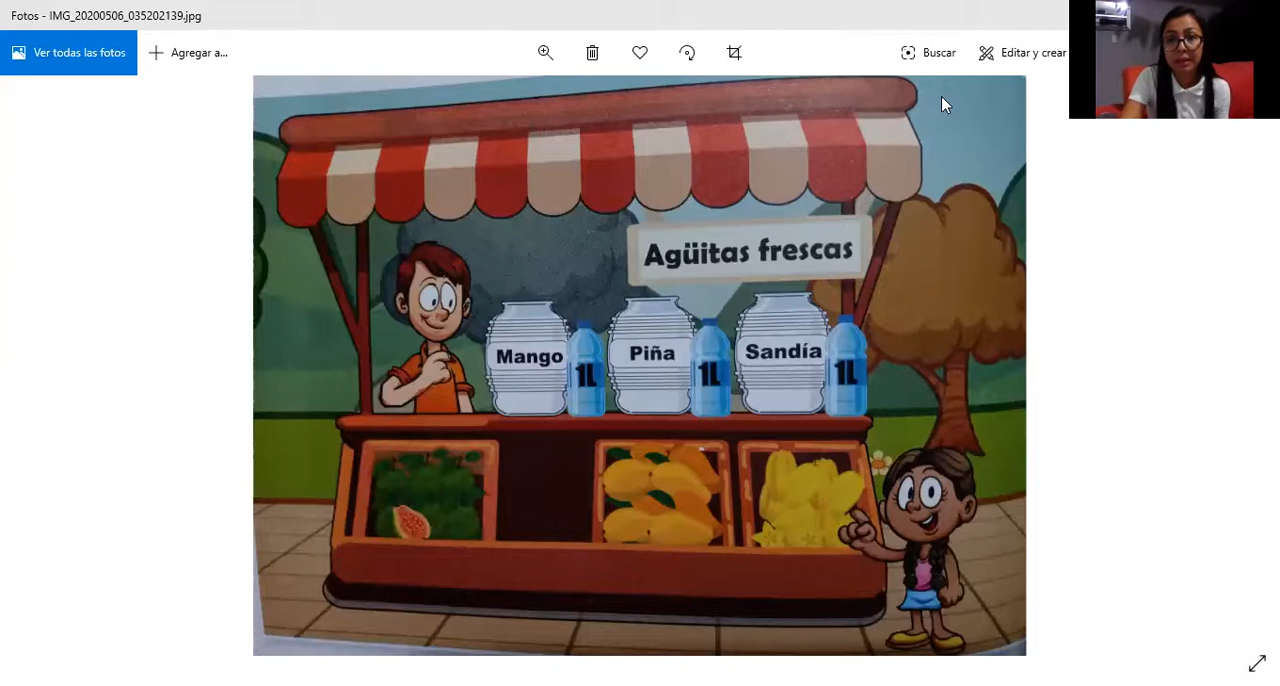 Fotos - IMG_20200506_035202139.jpg
Ver todas las fotos
Agregar a...
Buscar
Editar y crear
Agüitas frescas
Mango
1L
Piña
1L
Sandía
1L